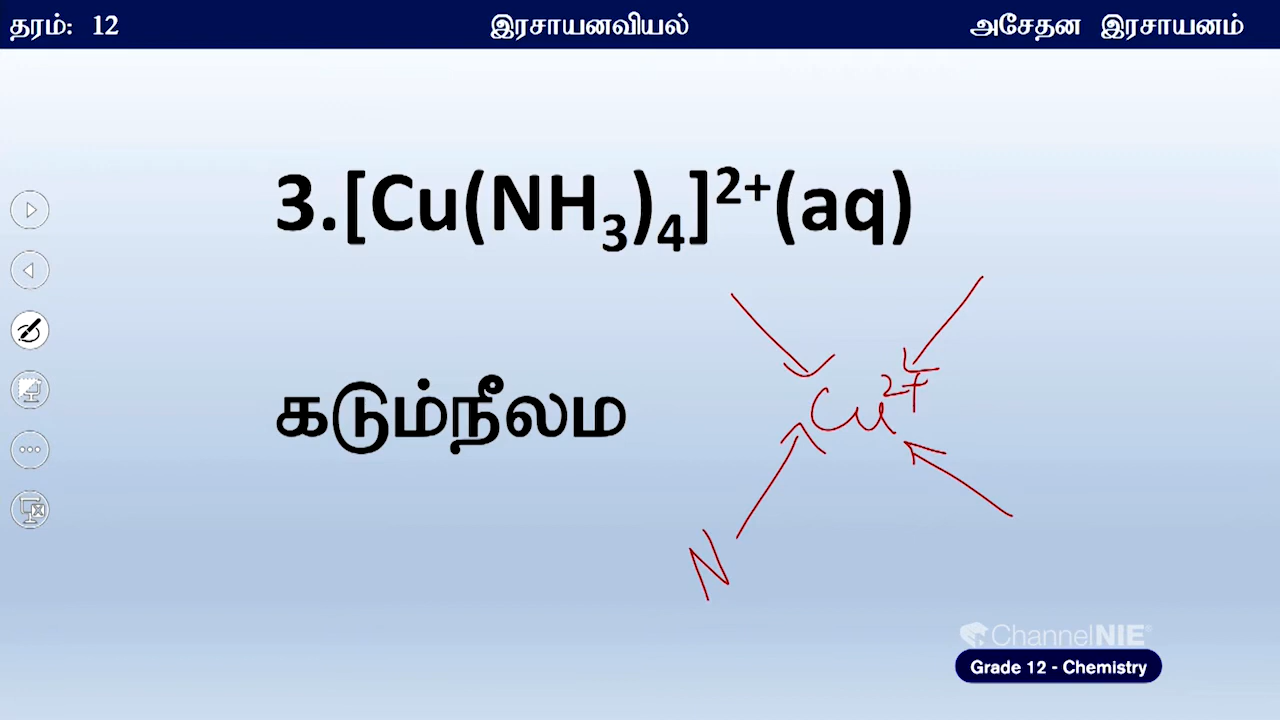 தரம்: 12 இரசாயனவியல் அசேதன இரசாயனம்
3.[Cu(NH₃)₄]²⁺(aq)
கடும்நீலம
Cu²⁺
N
ChannelNIE
Grade 12 - Chemistry